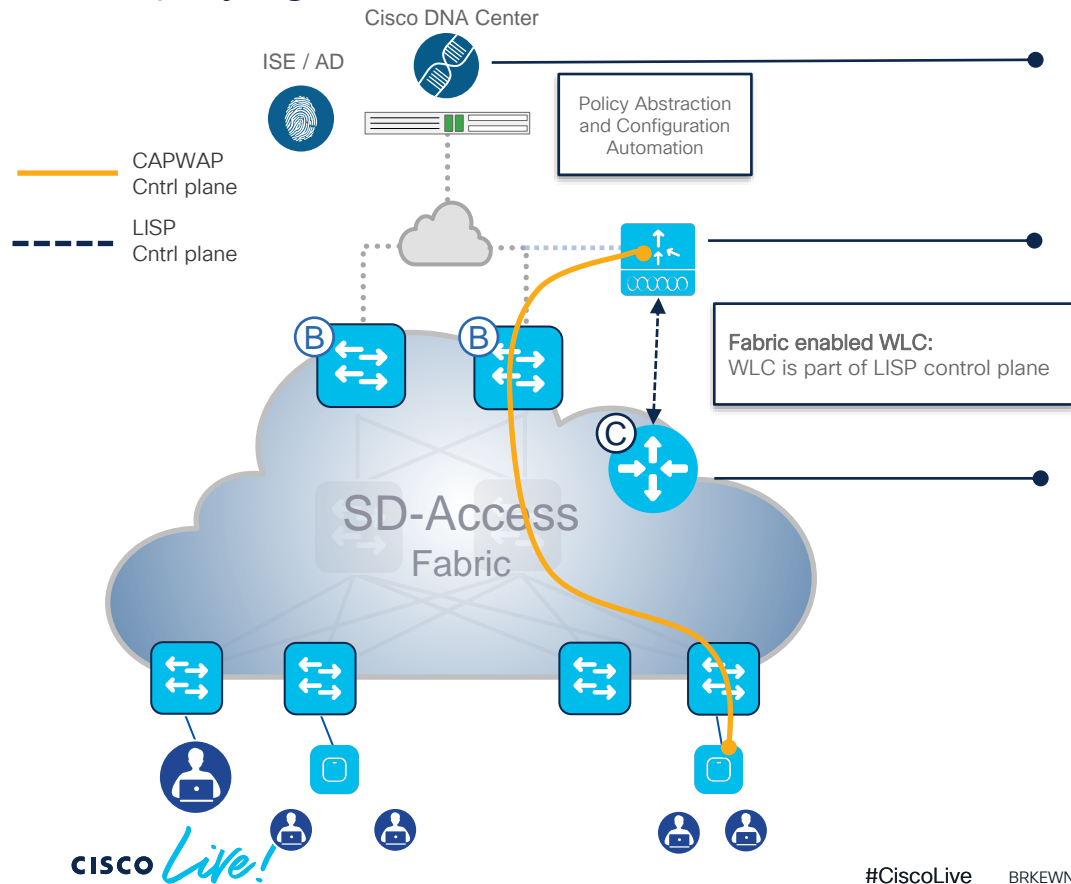 Cisco DNA Center
ISE / AD
Policy Abstraction
and Configuration
Automation
CAPWAP
Cntrl plane
LISP
Cntrl plane
B
B
Fabric enabled WLC:
WLC is part of LISP control plane
C
SD-Access
Fabric
CISCO Live!
#CiscoLive
BRKEWN